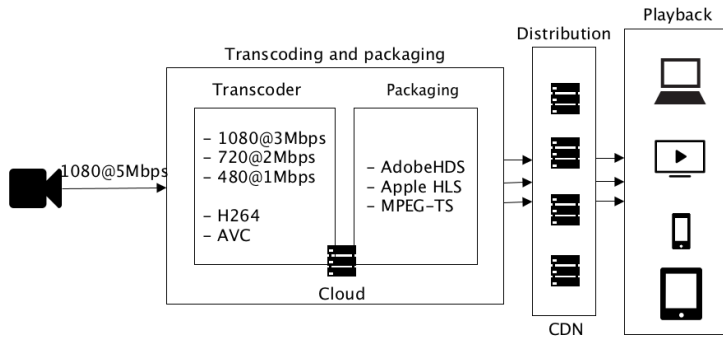 Playback
Distribution
Transcoding and packaging
Transcoder
Packaging
1080@5Mbps
- 1080@3Mbps
- 720@2Mbps
- 480@1Mbps
- H264
- AVC
- AdobeHDS
- Apple HLS
- MPEG-TS
Cloud
CDN